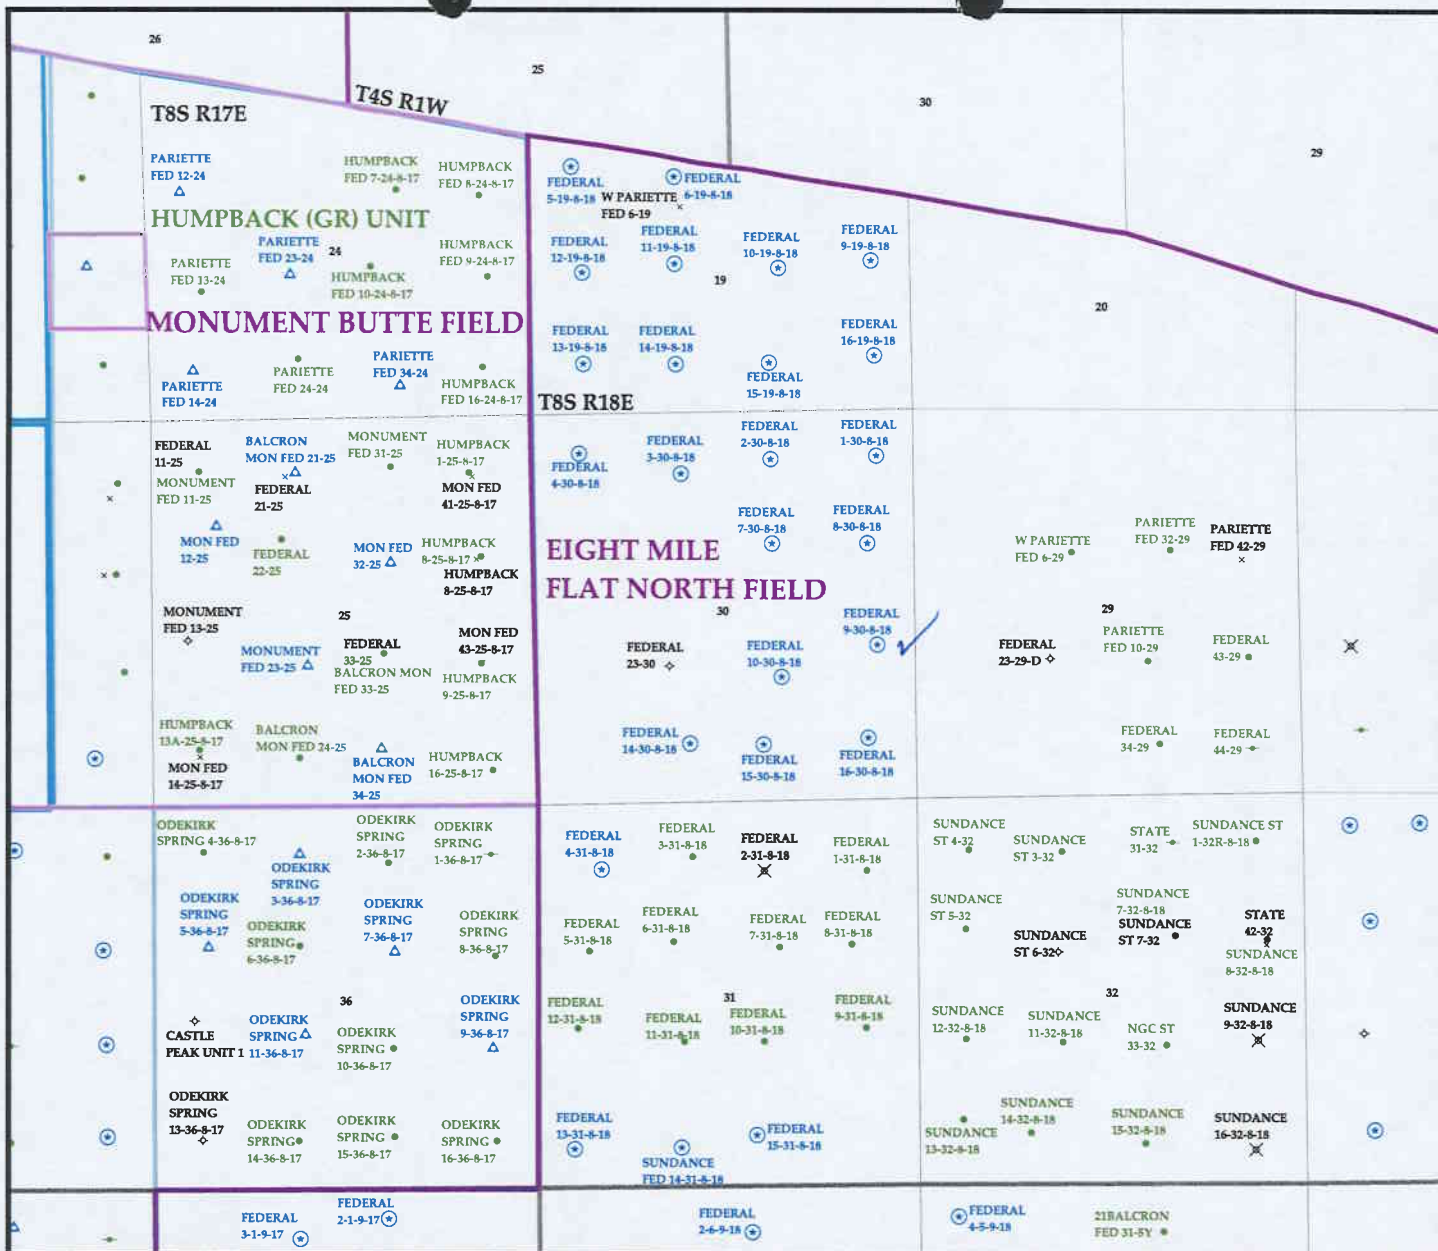 26
25
30
29
T8S R17E
T4S R1W
PARIETTE
FED 12-24
HUMPBACK
FED 7-24-8-17
HUMPBACK
FED 8-24-8-17
HUMPBACK (GR) UNIT
PARIETTE
FED 13-24
PARIETTE
FED 23-24
24
HUMPBACK
FED 10-24-8-17
HUMPBACK
FED 9-24-8-17
MONUMENT BUTTE FIELD
PARIETTE
FED 14-24
PARIETTE
FED 24-24
PARIETTE
FED 34-24
HUMPBACK
FED 16-24-8-17
FEDERAL
5-19-8-18
W PARIETTE
FED 6-19
FEDERAL
6-19-8-18
FEDERAL
12-19-8-18
FEDERAL
11-19-8-18
FEDERAL
10-19-8-18
FEDERAL
9-19-8-18
19
20
FEDERAL
13-19-8-18
FEDERAL
14-19-8-18
FEDERAL
15-19-8-18
FEDERAL
16-19-8-18
T8S R18E
FEDERAL
11-25
MONUMENT
FED 11-25
BALCRON
MON FED 21-25
FEDERAL
21-25
MONUMENT
FED 31-25
HUMPBACK
1-25-8-17
MON FED
41-25-8-17
MON FED
12-25
FEDERAL
22-25
MON FED
32-25
HUMPBACK
8-25-8-17
HUMPBACK
8-25-8-17
MONUMENT
FED 13-25
25
MONUMENT
FED 23-25
FEDERAL
33-25
BALCRON MON
FED 33-25
MON FED
43-25-8-17
HUMPBACK
9-25-8-17
HUMPBACK
13A-25-8-17
MON FED
14-25-8-17
BALCRON
MON FED 24-25
BALCRON
MON FED
34-25
HUMPBACK
16-25-8-17
FEDERAL
4-30-8-18
FEDERAL
3-30-8-18
FEDERAL
2-30-8-18
FEDERAL
1-30-8-18
FEDERAL
7-30-8-18
FEDERAL
8-30-8-18
EIGHT MILE
FLAT NORTH FIELD
30
FEDERAL
23-30
FEDERAL
10-30-8-18
FEDERAL
9-30-8-18
FEDERAL
14-30-8-18
FEDERAL
15-30-8-18
FEDERAL
16-30-8-18
W PARIETTE
FED 6-29
PARIETTE
FED 32-29
PARIETTE
FED 42-29
29
FEDERAL
23-29-D
PARIETTE
FED 10-29
FEDERAL
43-29
FEDERAL
34-29
FEDERAL
44-29
ODEKIRK
SPRING 4-36-8-17
ODEKIRK
SPRING
3-36-8-17
ODEKIRK
SPRING
2-36-8-17
ODEKIRK
SPRING
1-36-8-17
ODEKIRK
SPRING
5-36-8-17
ODEKIRK
SPRING
6-36-8-17
ODEKIRK
SPRING
7-36-8-17
ODEKIRK
SPRING
8-36-8-17
36
CASTLE
PEAK UNIT 1
ODEKIRK
SPRING
11-36-8-17
ODEKIRK
SPRING
10-36-8-17
ODEKIRK
SPRING
9-36-8-17
ODEKIRK
SPRING
13-36-8-17
ODEKIRK
SPRING
14-36-8-17
ODEKIRK
SPRING
15-36-8-17
ODEKIRK
SPRING
16-36-8-17
FEDERAL
4-31-8-18
FEDERAL
3-31-8-18
FEDERAL
2-31-8-18
FEDERAL
1-31-8-18
FEDERAL
5-31-8-18
FEDERAL
6-31-8-18
FEDERAL
7-31-8-18
FEDERAL
8-31-8-18
FEDERAL
12-31-8-18
FEDERAL
11-31-8-18
31
FEDERAL
10-31-8-18
FEDERAL
9-31-8-18
FEDERAL
13-31-8-18
SUNDANCE
FED 14-31-8-18
FEDERAL
15-31-8-18
SUNDANCE
ST 4-32
SUNDANCE
ST 3-32
STATE
31-32
SUNDANCE ST
1-32R-8-18
SUNDANCE
ST 5-32
SUNDANCE
ST 6-32
SUNDANCE
7-32-8-18
SUNDANCE
ST 7-32
STATE
42-32
SUNDANCE
8-32-8-18
32
SUNDANCE
12-32-8-18
SUNDANCE
11-32-8-18
NGC ST
33-32
SUNDANCE
9-32-8-18
SUNDANCE
13-32-8-18
SUNDANCE
14-32-8-18
SUNDANCE
15-32-8-18
SUNDANCE
16-32-8-18
FEDERAL
3-1-9-17
FEDERAL
2-1-9-17
FEDERAL
2-6-9-18
FEDERAL
4-5-9-18
21BALCRON
FED 31-5Y